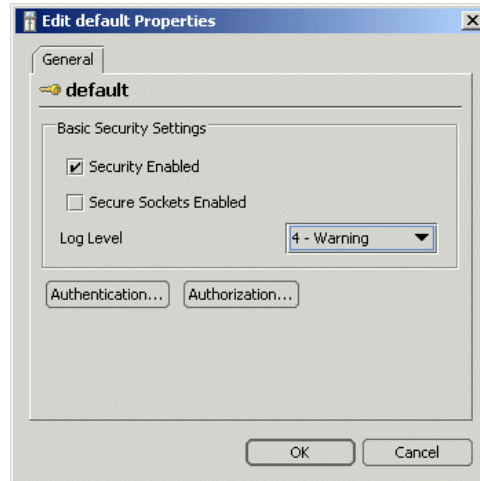 Edit default Properties
General
default
Basic Security Settings
Security Enabled
Secure Sockets Enabled
Log Level 4 - Warning
Authentication... Authorization...
OK Cancel